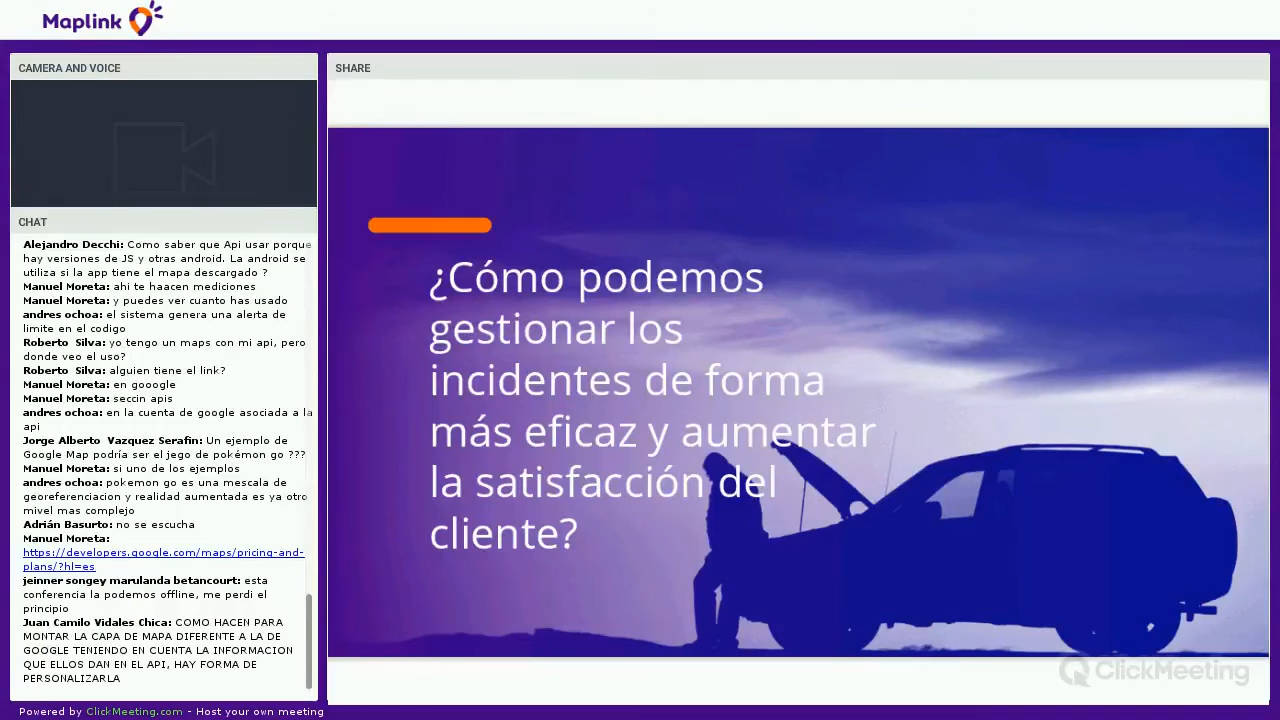 Maplink
CAMERA AND VOICE
CHAT
Alejandro Decchi: Como saber que Api usar porque
hay versiones de JS y otras android. La android se
utiliza si la app tiene el mapa descargado ?
Manuel Moreta: ahi te haacen mediciones
Manuel Moreta: y puedes ver cuanto has usado
andres ochoa: el sistema genera una alerta de
limite en el codigo
Roberto Silva: yo tengo un maps con mi api, pero
donde veo el uso?
Roberto Silva: alguien tiene el link?
Manuel Moreta: en gooogle
Manuel Moreta: seccin apis
andres ochoa: en la cuenta de google asociada a la
api
Jorge Alberto Vazquez Serafin: Un ejemplo de
Google Map podría ser el jego de pokémon go ???
Manuel Moreta: si uno de los ejemplos
andres ochoa: pokemon go es una mescala de
georeferenciacion y realidad aumentada es ya otro
mivel mas complejo
Adrián Basurto: no se escucha
Manuel Moreta:
https://developers.google.com/maps/pricing-and-
plans/?hl=es
jeinner songey marulanda betancourt: esta
conferencia la podemos offline, me perdi el
principio
Juan Camilo Vidales Chica: COMO HACEN PARA
MONTAR LA CAPA DE MAPA DIFERENTE A LA DE
GOOGLE TENIENDO EN CUENTA LA INFORMACION
QUE ELLOS DAN EN EL API, HAY FORMA DE
PERSONALIZARLA
SHARE
¿Cómo podemos
gestionar los
incidentes de forma
más eficaz y aumentar
la satisfacción del
cliente?
ClickMeeting
Powered by ClickMeeting.com - Host your own meeting